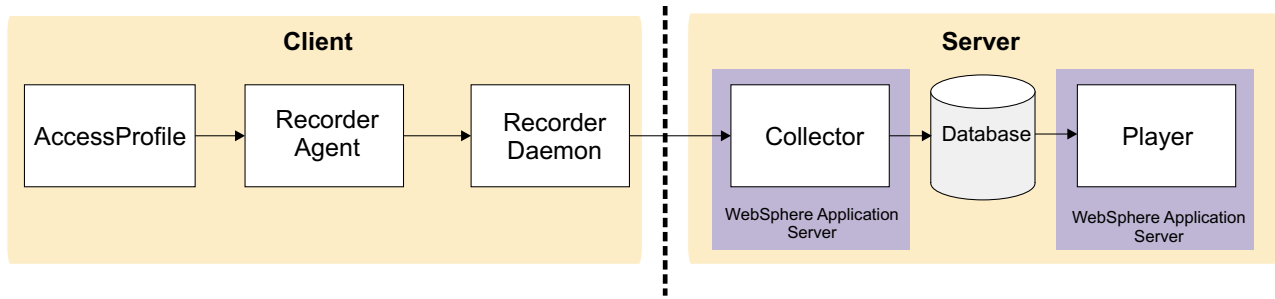 Client
Server
AccessProfile
Recorder
Agent
Recorder
Daemon
Collector
Database
Player
WebSphere Application
Server
WebSphere Application
Server